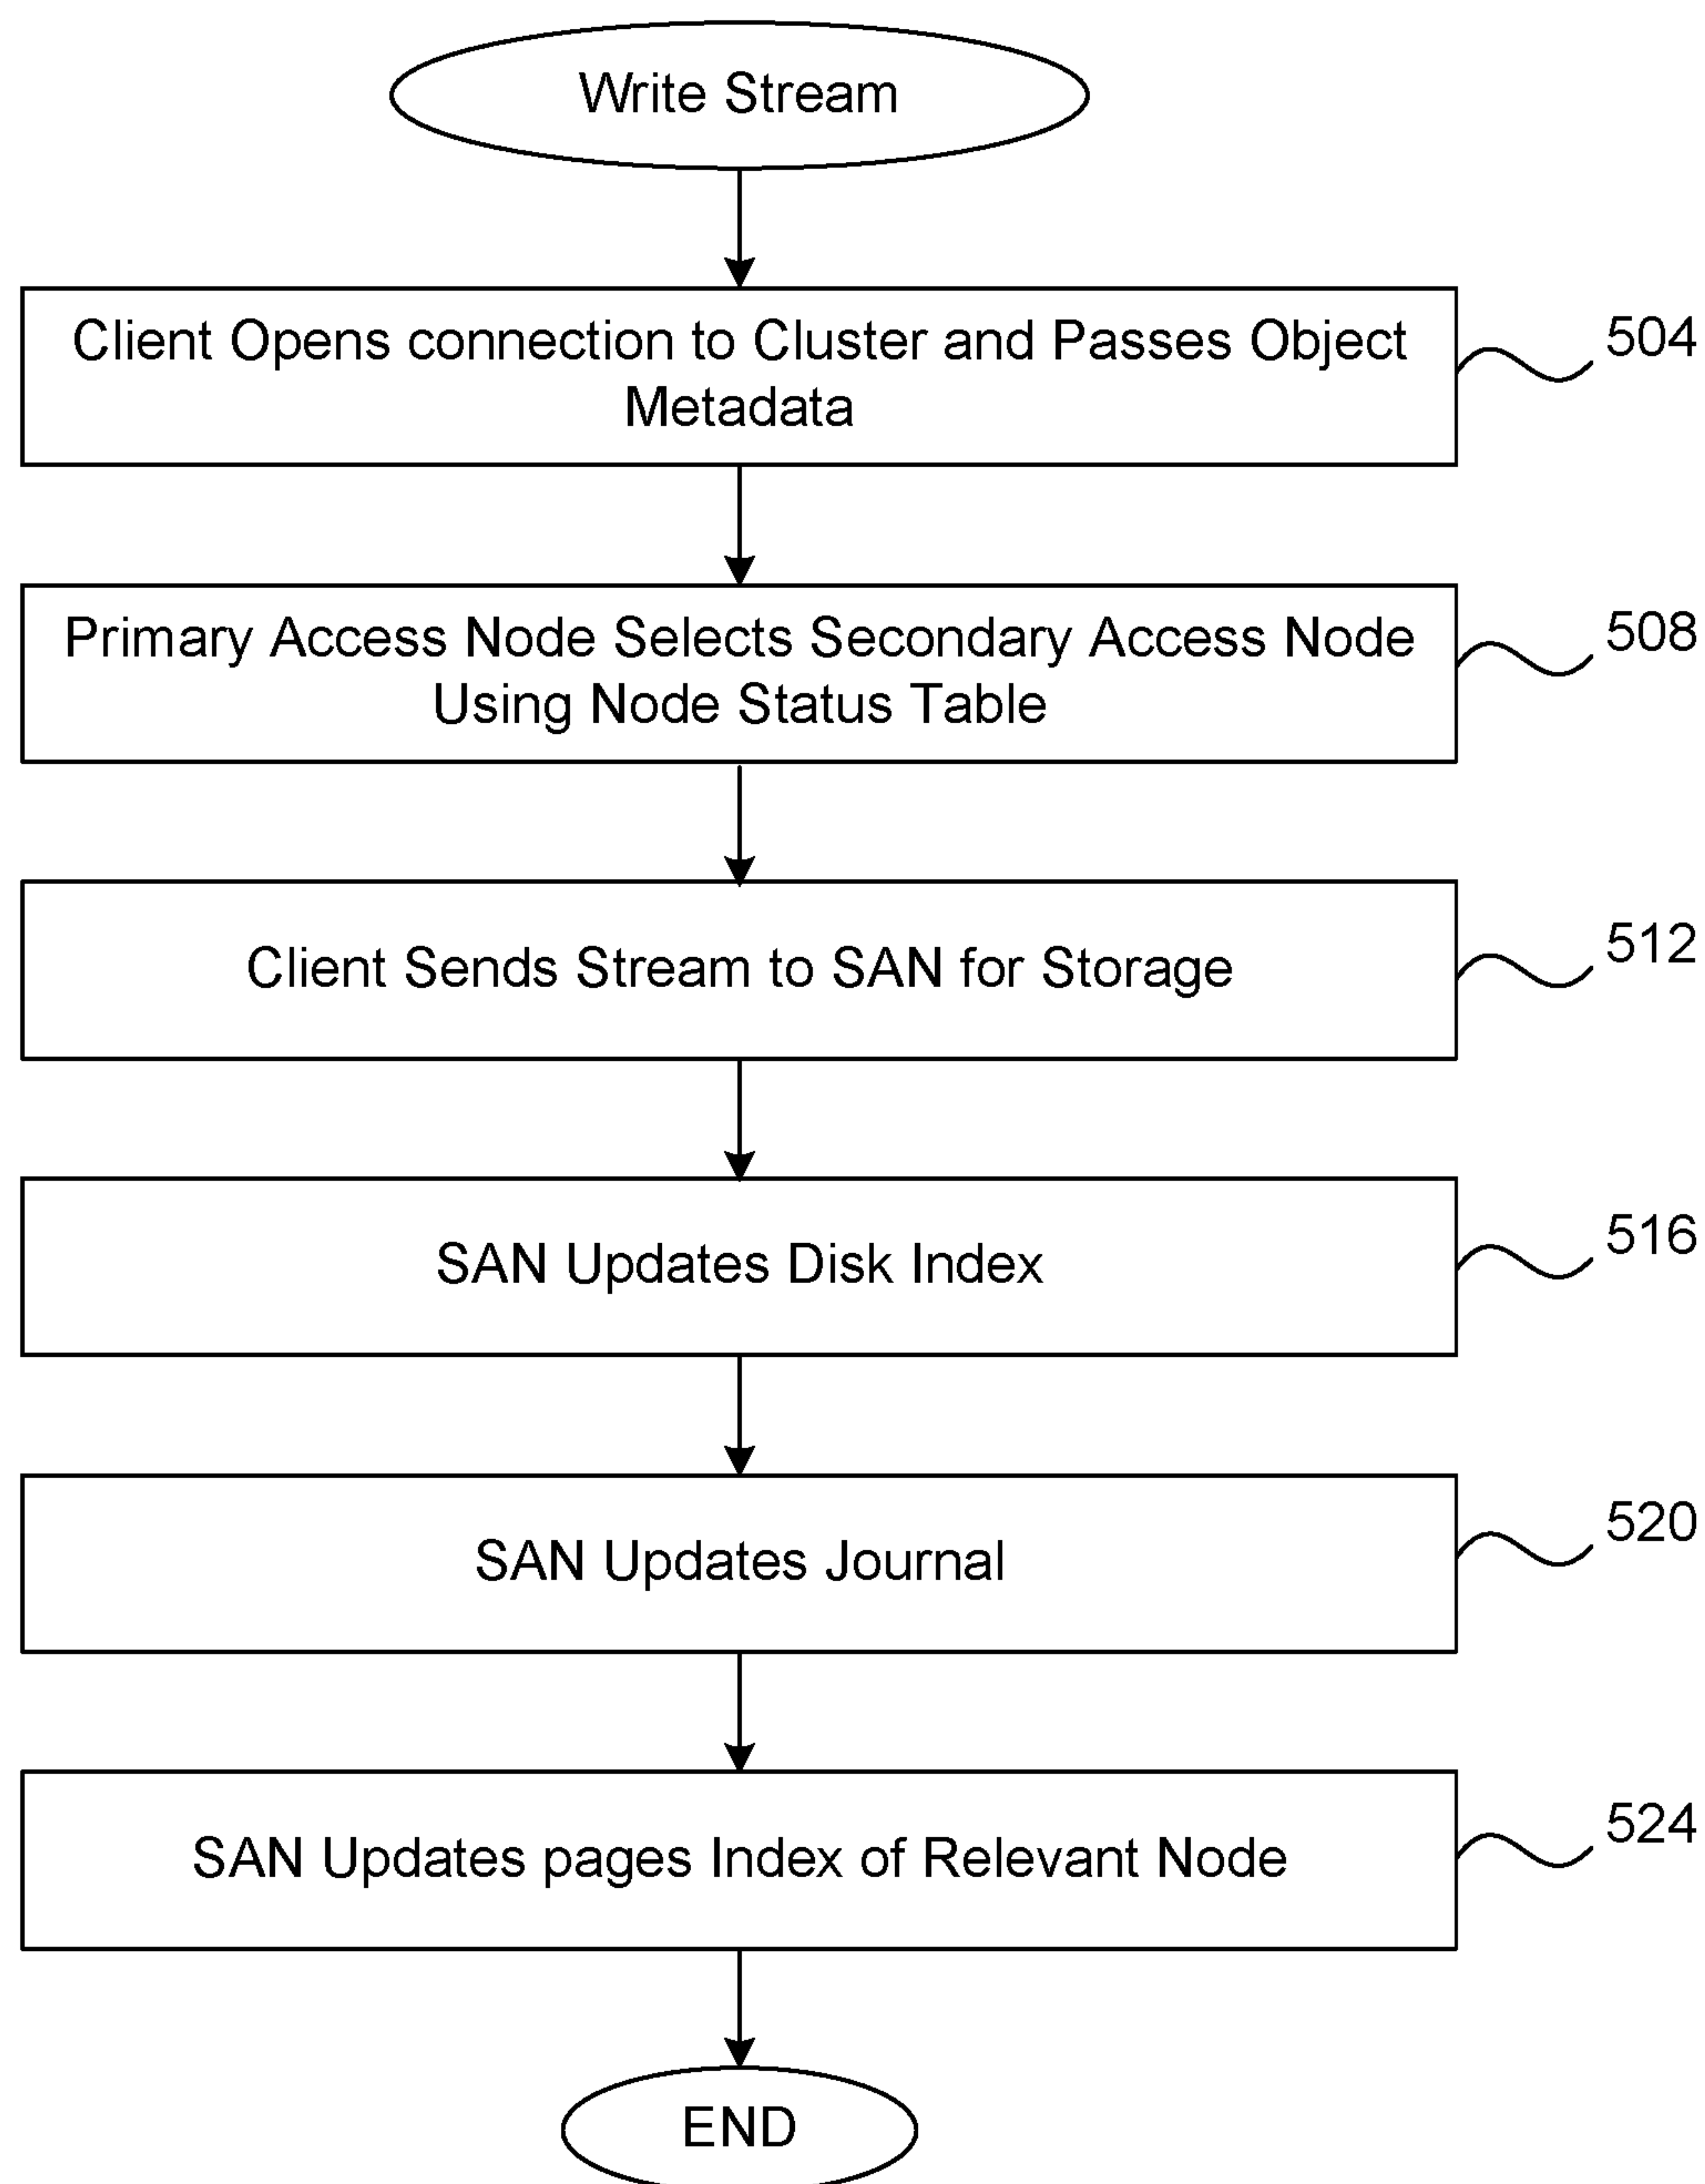 Write Stream
Client Opens connection to Cluster and Passes Object
Metadata
504
Primary Access Node Selects Secondary Access Node
Using Node Status Table
508
Client Sends Stream to SAN for Storage
512
SAN Updates Disk Index
516
SAN Updates Journal
520
SAN Updates pages Index of Relevant Node
524
END